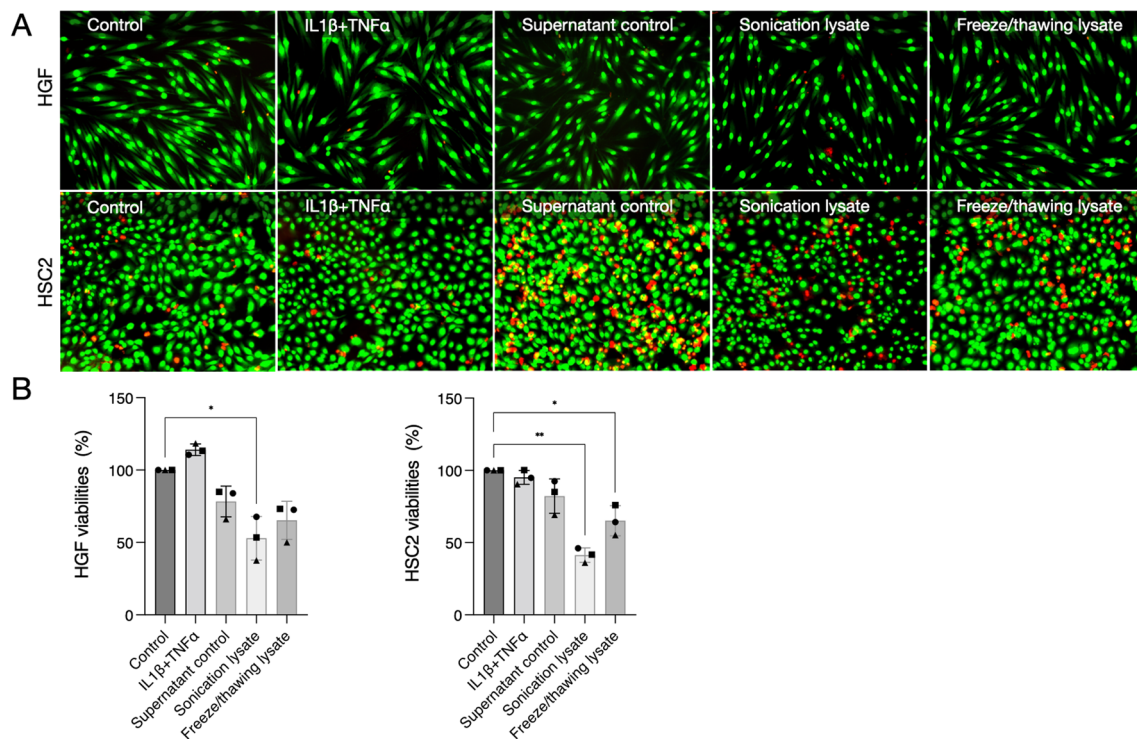 A
HGF
Control
IL1β+TNFα
Supernatant control
Sonication lysate
Freeze/thawing lysate
HSC2
Control
IL1β+TNFα
Supernatant control
Sonication lysate
Freeze/thawing lysate
B
HGF viabilities (%)
150
100
50
0
*
Control
IL1β+TNFα
Supernatant control
Sonication lysate
Freeze/thawing lysate
HSC2 viabilities (%)
150
100
50
0
*
**
Control
IL1β+TNFα
Supernatant control
Sonication lysate
Freeze/thawing lysate